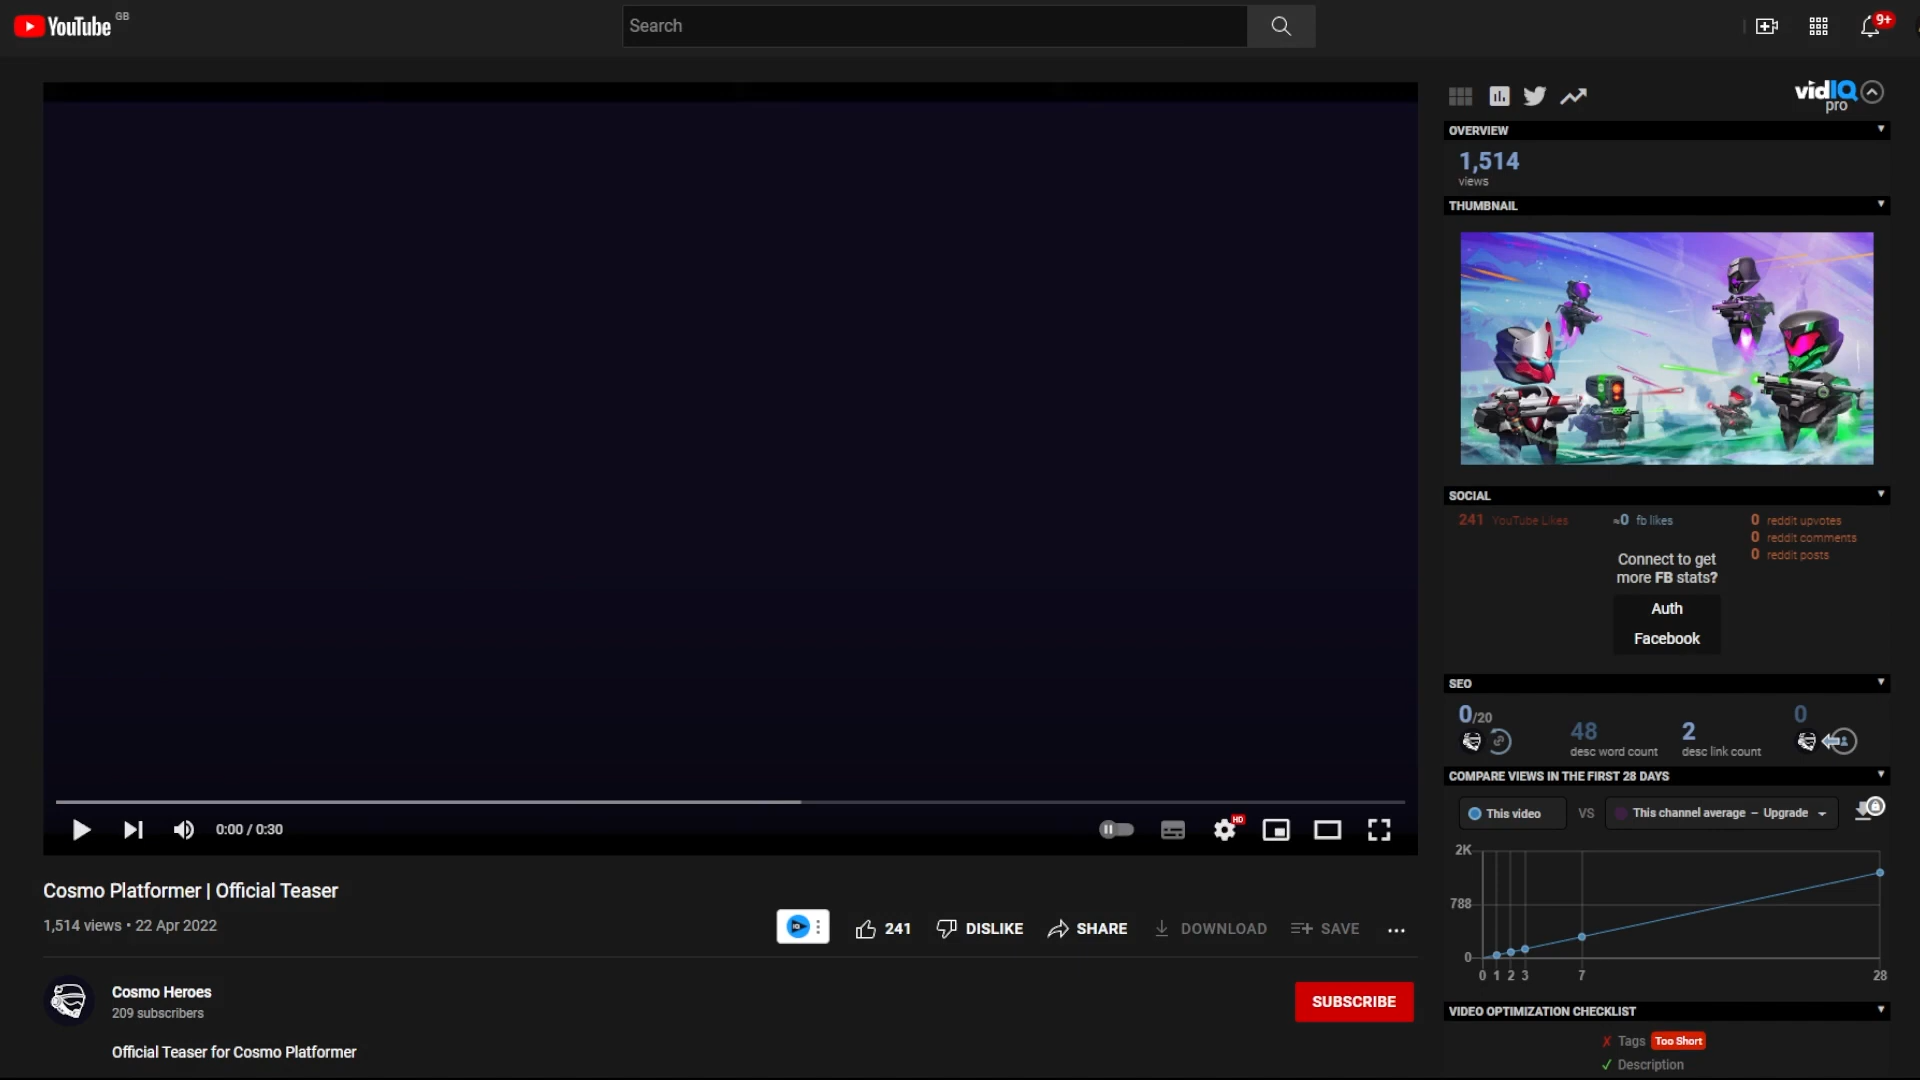 YouTube GB
Search
9+
vidIQ
pro
OVERVIEW
1,514
views
THUMBNAIL
SOCIAL
241 YouTube Likes
≈0 fb likes
0 reddit upvotes
0 reddit comments
0 reddit posts
Connect to get
more FB stats?
Auth
Facebook
SEO
0/20
48
desc word count
2
desc link count
0
COMPARE VIEWS IN THE FIRST 28 DAYS
This video VS This channel average – Upgrade
2K
788
0
0 1 2 3 7 28
VIDEO OPTIMIZATION CHECKLIST
✗ Tags Too Short
✓ Description
0:00 / 0:30
HD
Cosmo Platformer | Official Teaser
1,514 views • 22 Apr 2022
IQ
241 DISLIKE SHARE DOWNLOAD SAVE
Cosmo Heroes
209 subscribers
SUBSCRIBE
Official Teaser for Cosmo Platformer